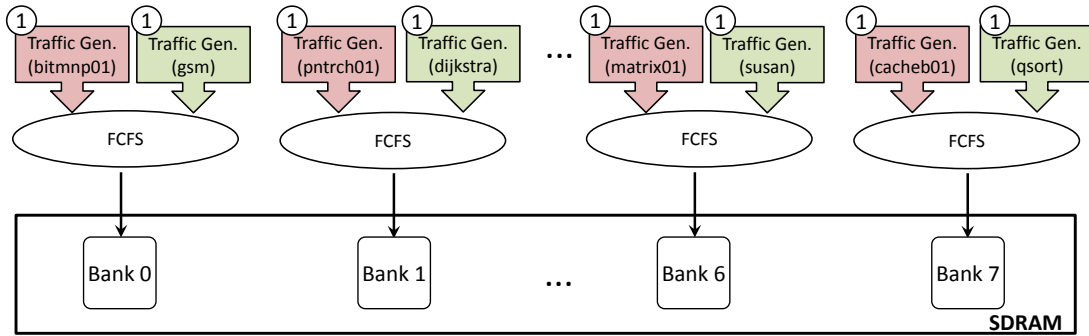 1 1 1 1 1 1 1 1
Traffic Gen. Traffic Gen. Traffic Gen. Traffic Gen. ... Traffic Gen. Traffic Gen. Traffic Gen. Traffic Gen.
(bitmnp01) (gsm) (pntrch01) (dijkstra) (matrix01) (susan) (cacheb01) (qsort)
FCFS FCFS FCFS FCFS
Bank 0 Bank 1 ... Bank 6 Bank 7
SDRAM